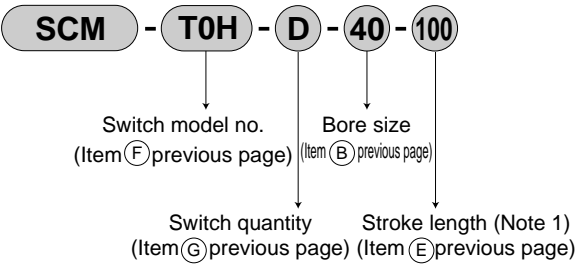 SCM - T0H - D - 40 - 100
Switch model no.
(Item F previous page)
Bore size
(Item B previous page)
Switch quantity
(Item G previous page)
Stroke length (Note 1)
(Item E previous page)